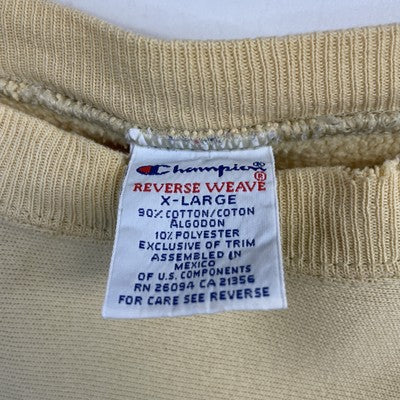 Champion®
REVERSE WEAVE
X-LARGE
90% COTTON/COTON
ALGODON
10% POLYESTER
EXCLUSIVE OF TRIM
ASSEMBLED IN
MEXICO
OF U.S. COMPONENTS
RN 26094 CA 21356
FOR CARE SEE REVERSE